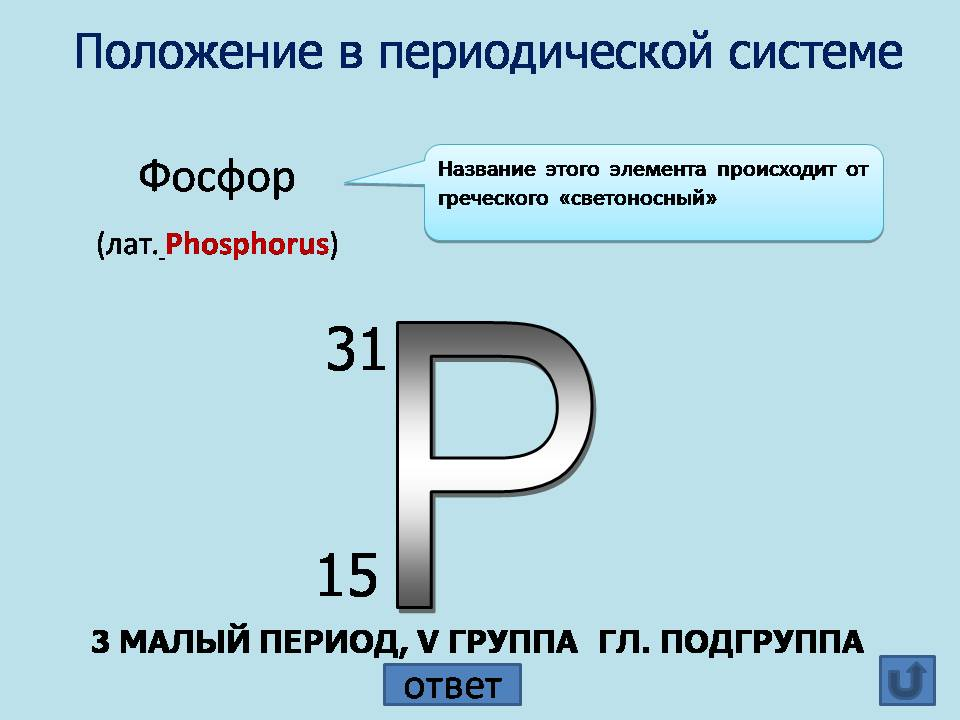 Положение в периодической системе
Фосфор
(лат. Phosphorus)
Название этого элемента происходит от
греческого «светоносный»
31
P
15
3 МАЛЫЙ ПЕРИОД, V ГРУППА ГЛ. ПОДГРУППА
ответ